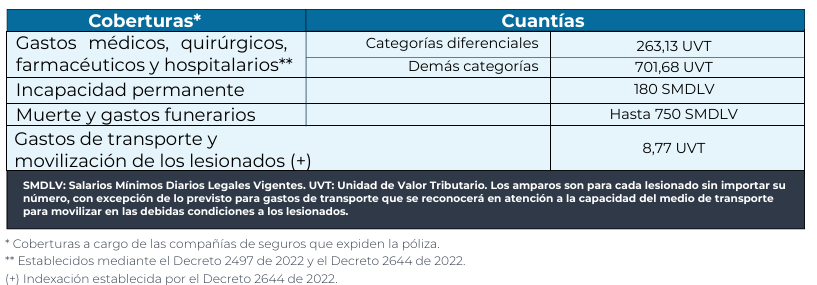 Coberturas* Cuantías
Gastos médicos, quirúrgicos,
farmacéuticos y hospitalarios**
Categorías diferenciales 263,13 UVT
Demás categorías 701,68 UVT
Incapacidad permanente 180 SMDLV
Muerte y gastos funerarios Hasta 750 SMDLV
Gastos de transporte y
movilización de los lesionados (+)
8,77 UVT
SMDLV: Salarios Mínimos Diarios Legales Vigentes. UVT: Unidad de Valor Tributario. Los amparos son para cada lesionado sin importar su
número, con excepción de lo previsto para gastos de transporte que se reconocerá en atención a la capacidad del medio de transporte
para movilizar en las debidas condiciones a los lesionados.
* Coberturas a cargo de las compañías de seguros que expiden la póliza.
** Establecidos mediante el Decreto 2497 de 2022 y el Decreto 2644 de 2022.
(+) Indexación establecida por el Decreto 2644 de 2022.